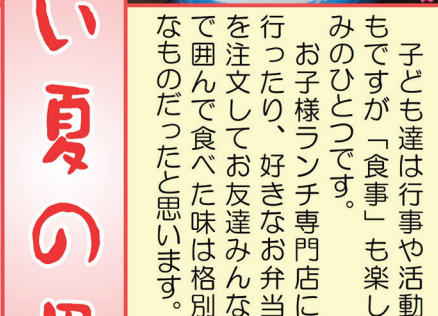 子ども達は行事や活動
もですが「食事」も楽し
みのひとつです。
お子様ランチ専門店に
行ったり、好きなお弁当
を注文してお友達みんな
で囲んで食べた味は格別
なものだったと思います。
い夏の